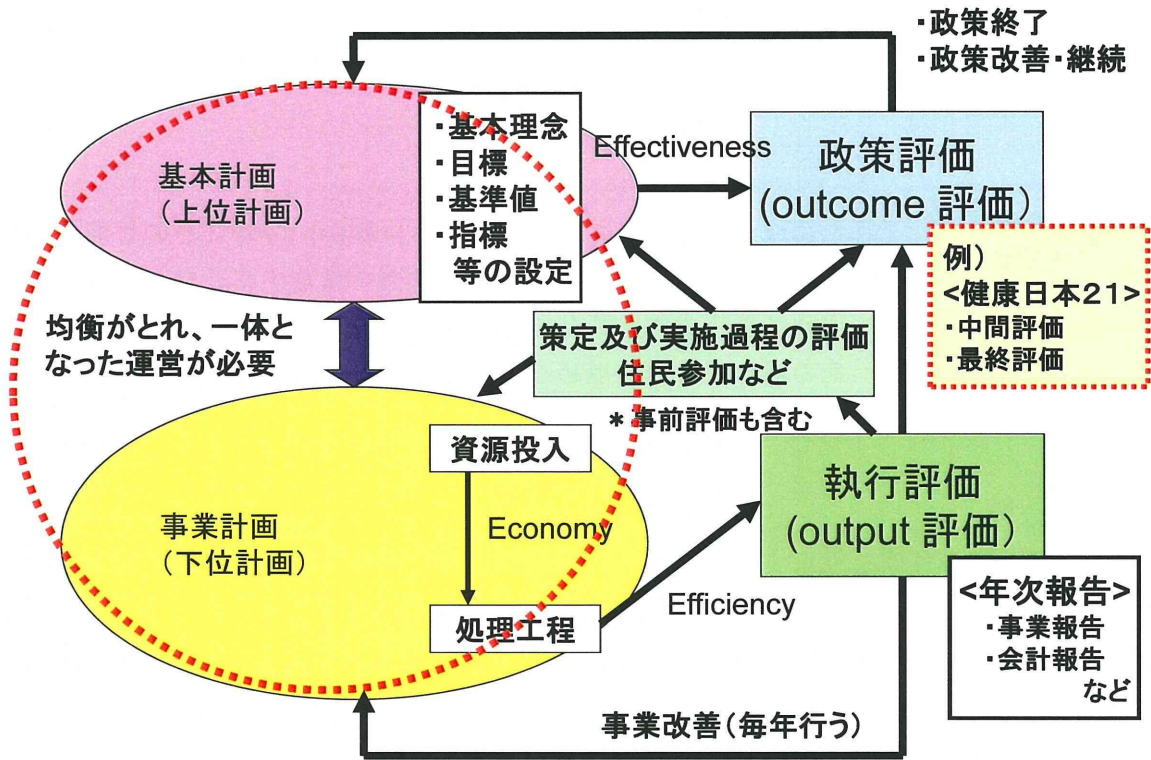 ・政策終了
・政策改善・継続
基本計画
（上位計画）
・基本理念
・目標
・基準値
・指標
等の設定
Effectiveness
政策評価
(outcome 評価）
例）
<健康日本２１>
・中間評価
・最終評価
均衡がとれ、一体と
なった運営が必要
策定及び実施過程の評価
住民参加など
＊事前評価も含む
事業計画
（下位計画）
資源投入
Economy
処理工程
Efficiency
執行評価
(output 評価）
<年次報告>
・事業報告
・会計報告
など
事業改善（毎年行う）